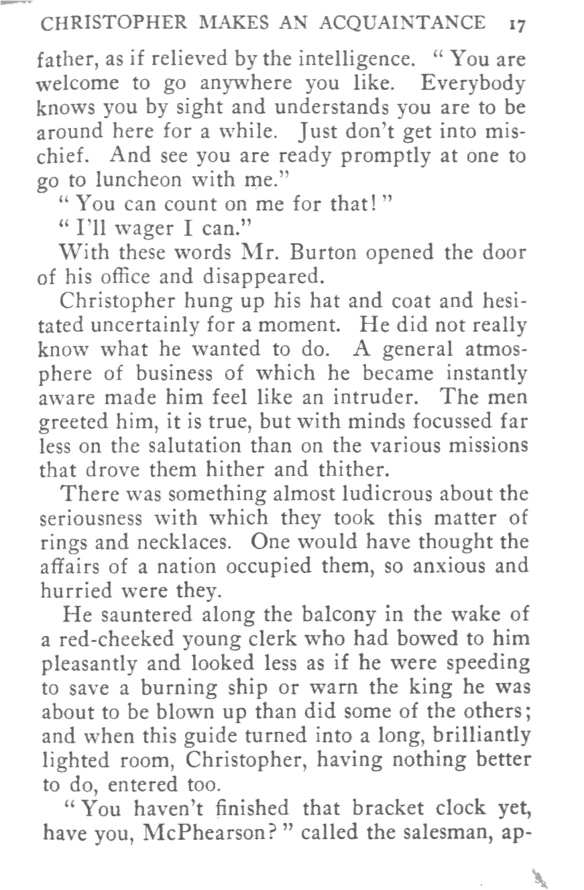 CHRISTOPHER MAKES AN ACQUAINTANCE 17
father, as if relieved by the intelligence. “ You are
welcome to go anywhere you like. Everybody
knows you by sight and understands you are to be
around here for a while. Just don’t get into mis-
chief. And see you are ready promptly at one to
go to luncheon with me.”
“ You can count on me for that! ”
“ I’ll wager I can.”
With these words Mr. Burton opened the door
of his office and disappeared.
Christopher hung up his hat and coat and hesi-
tated uncertainly for a moment. He did not really
know what he wanted to do. A general atmos-
phere of business of which he became instantly
aware made him feel like an intruder. The men
greeted him, it is true, but with minds focussed far
less on the salutation than on the various missions
that drove them hither and thither.
There was something almost ludicrous about the
seriousness with which they took this matter of
rings and necklaces. One would have thought the
affairs of a nation occupied them, so anxious and
hurried were they.
He sauntered along the balcony in the wake of
a red-cheeked young clerk who had bowed to him
pleasantly and looked less as if he were speeding
to save a burning ship or warn the king he was
about to be blown up than did some of the others;
and when this guide turned into a long, brilliantly
lighted room, Christopher, having nothing better
to do, entered too.
“ You haven’t finished that bracket clock yet,
have you, McPhearson? ” called the salesman, ap-